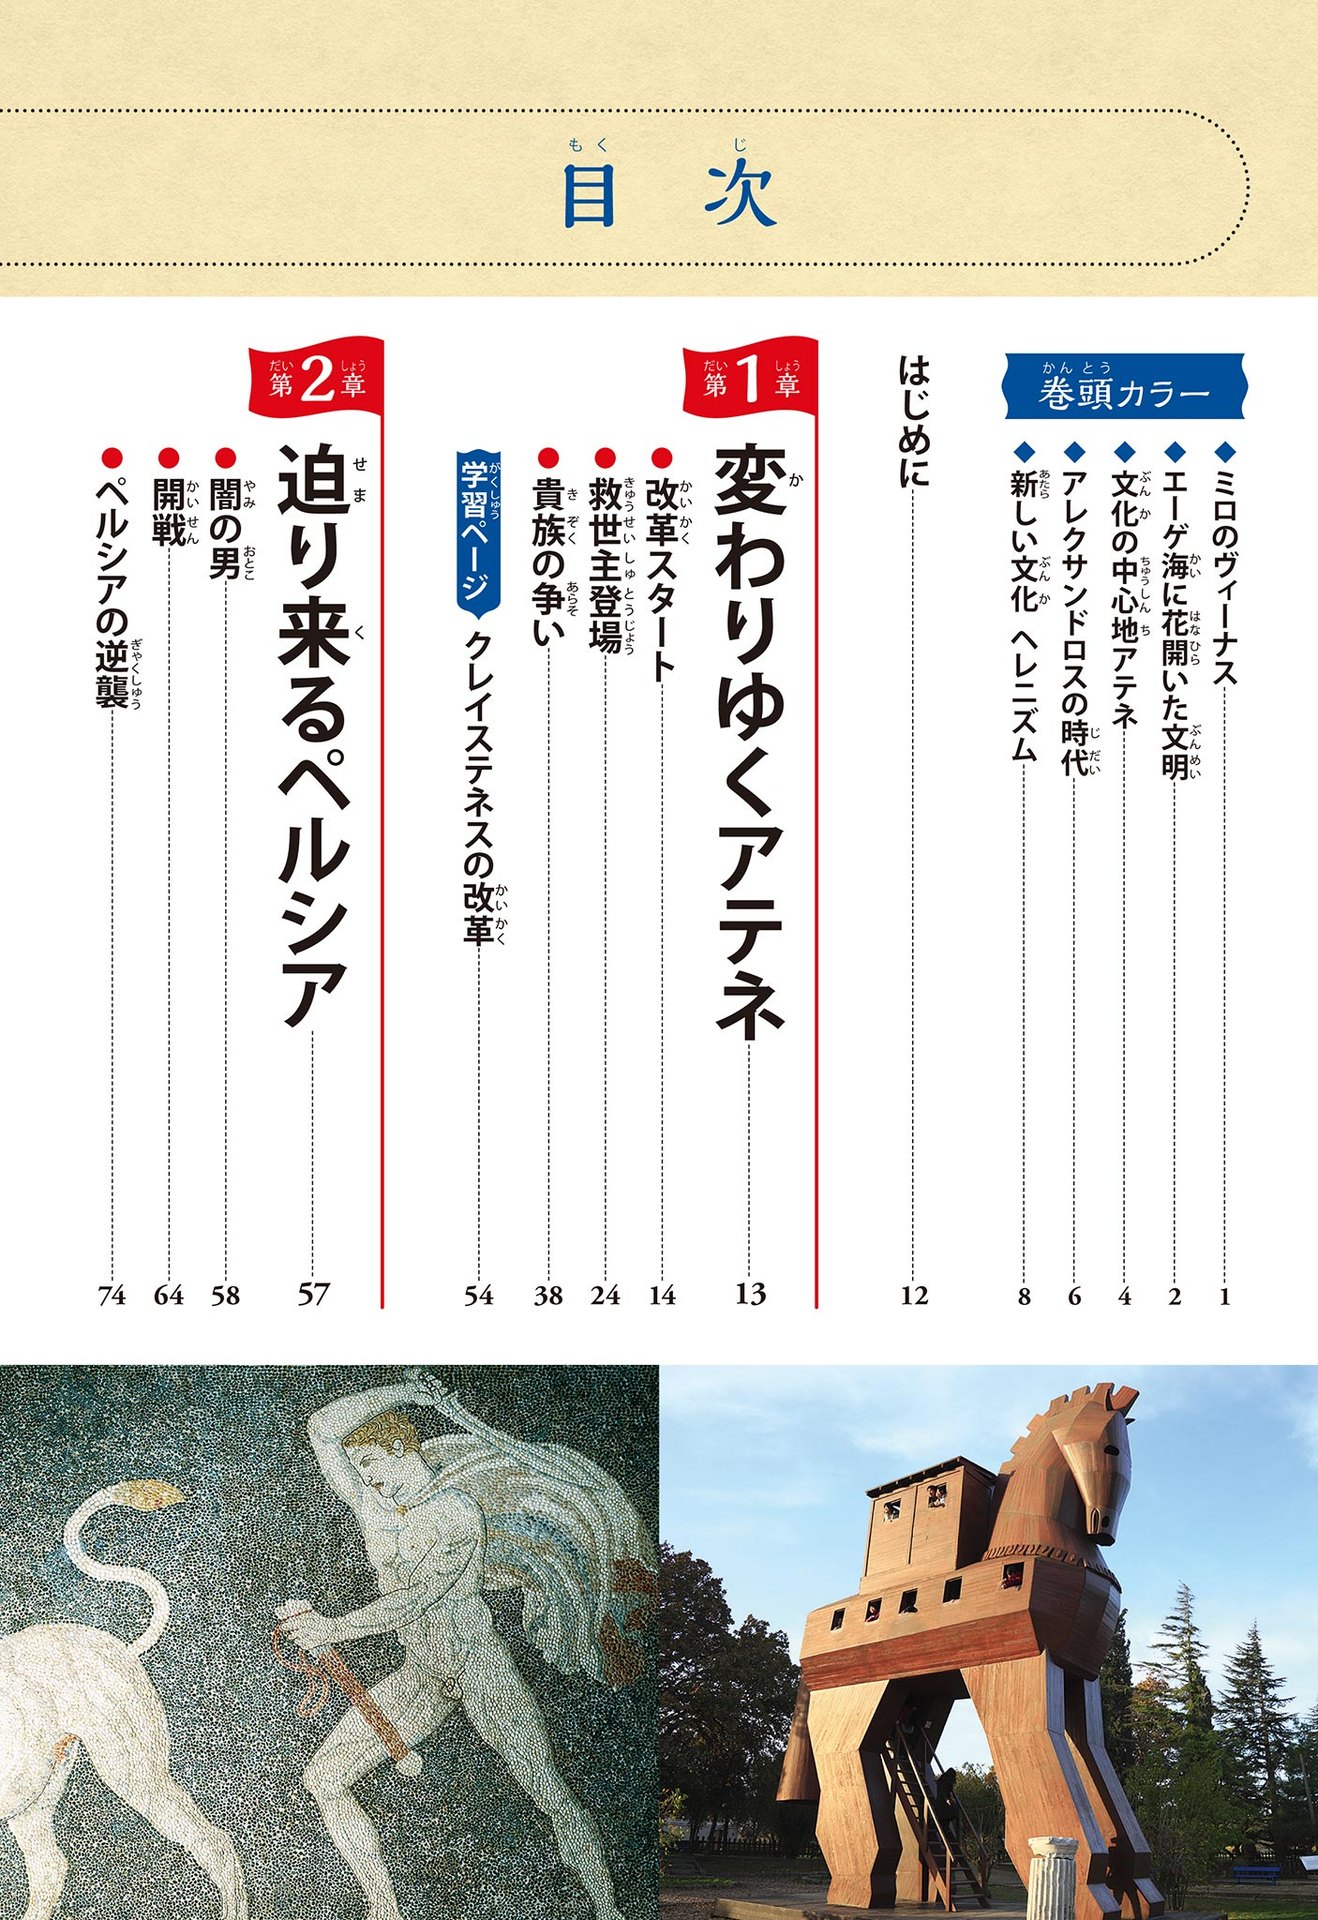 目次
巻頭カラー
ミロのヴィーナス 1
エーゲ海に花開いた文明 2
文化の中心地アテネ 4
アレクサンドロスの時代 6
新しい文化 ヘレニズム 8
はじめに 12
第1章 変わりゆくアテネ 13
改革スタート 14
救世主登場 24
貴族の争い 38
学習ページ クレイステネスの改革 54
第2章 迫り来るペルシア 57
闇の男 58
開戦 64
ペルシアの逆襲 74